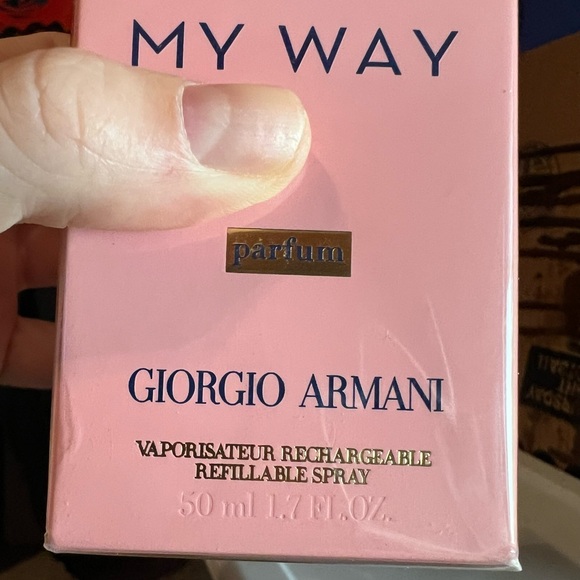 MY WAY
parfum
GIORGIO ARMANI
VAPORISATEUR RECHARGEABLE
REFILLABLE SPRAY
50 ml 1.7 FL.OZ.